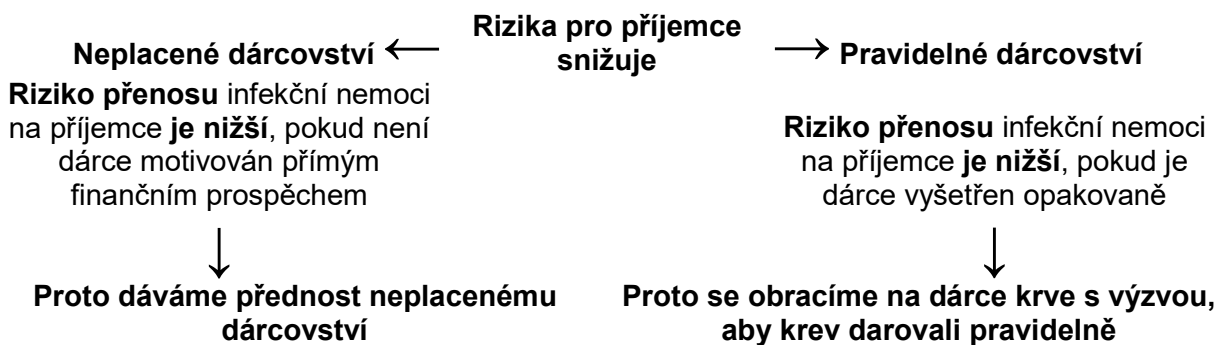 Rizika pro příjemce
snižuje
Neplacené dárcovství
Riziko přenosu infekční nemoci
na příjemce je nižší, pokud není
dárce motivován přímým
finančním prospěchem
Proto dáváme přednost neplacenému
dárcovství
Pravidelné dárcovství
Riziko přenosu infekční nemoci
na příjemce je nižší, pokud je
dárce vyšetřen opakovaně
Proto se obracíme na dárce krve s výzvou,
aby krev darovali pravidelně